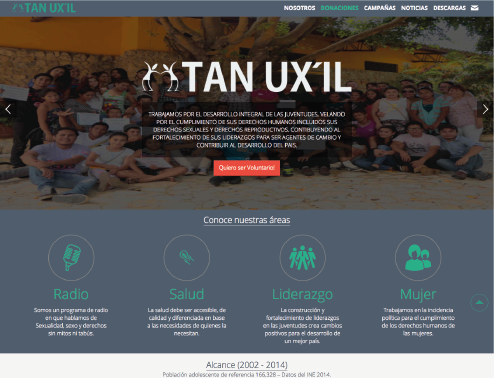 TAN UX'IL
NOSOTROS DONACIONES CAMPAÑAS NOTICIAS DESCARGAS
TAN UX´IL
TRABAJAMOS POR EL DESARROLLO INTEGRAL DE LAS JUVENTUDES, VELANDO
POR EL CUMPLIMIENTO DE SUS DERECHOS HUMANOS INCLUIDOS SUS
DERECHOS SEXUALES Y DERECHOS REPRODUCTIVOS. CONTRIBUYENDO AL
FORTALECIMIENTO DE SUS LIDERAZGOS PARA SER AGENTES DE CAMBIO Y
CONTRIBUIR AL DESARROLLO DEL PAIS.
Quiero ser Voluntario!
Conoce nuestras áreas
Radio
Somos un programa de radio
en que hablamos de
Sexualidad, sexo y derechos
sin mitos ni tabús.
Salud
La salud debe ser accesible, de
calidad y diferenciada en base
a las necesidades de quienes la
necesitan.
Liderazgo
La construcción y
fortalecimiento de liderazgos
en las juventudes crea cambios
positivos para el desarrollo de
un mejor país.
Mujer
Trabajamos en la incidencia
política para el cumplimiento
de los derechos humanos de
las mujeres.
Alcance (2002 - 2014)
Población adolescente de referencia 166,328 – Datos del INE 2014.